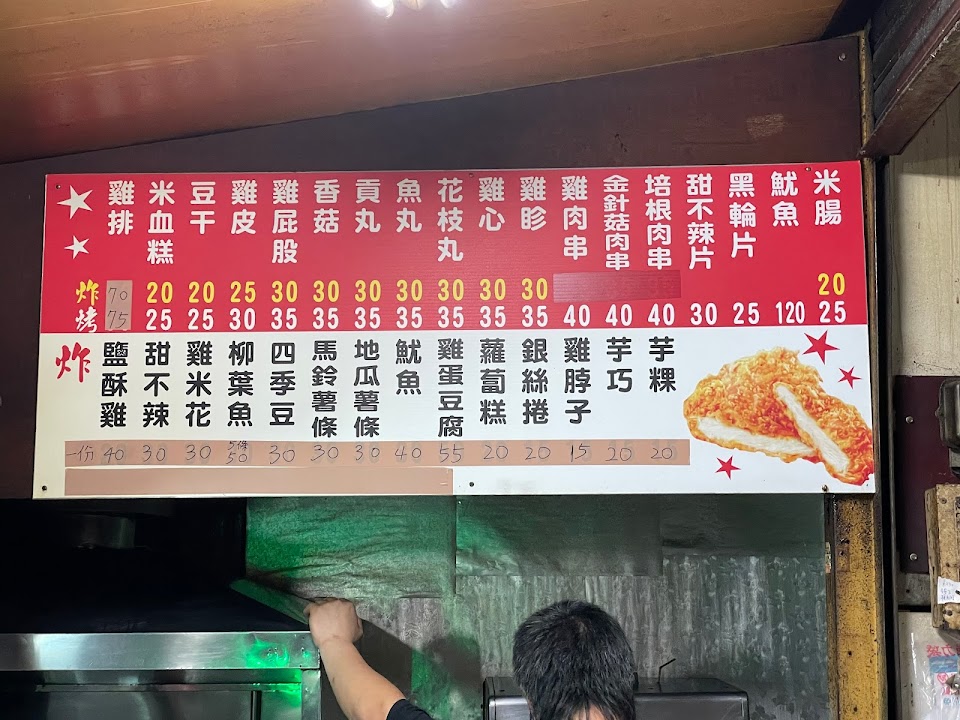 雞排 米血糕 豆干 雞皮 雞屁股 香菇 貢丸 魚丸 花枝丸 雞心 雞胗 雞肉串 金針菇肉串 培根肉串 甜不辣片 黑輪片 魷魚 米腸
炸 70 20 20 25 30 30 30 30 30 30 30 20
烤 75 25 25 30 35 35 35 35 35 35 35 40 40 40 30 25 120 25
炸 鹽酥雞 甜不辣 雞米花 柳葉魚 四季豆 馬鈴薯條 地瓜薯條 魷魚 雞蛋豆腐 蘿蔔糕 銀絲捲 雞脖子 芋巧 芋粿
一份 40 30 30 5條50 30 30 30 40 55 20 20 15 20 20